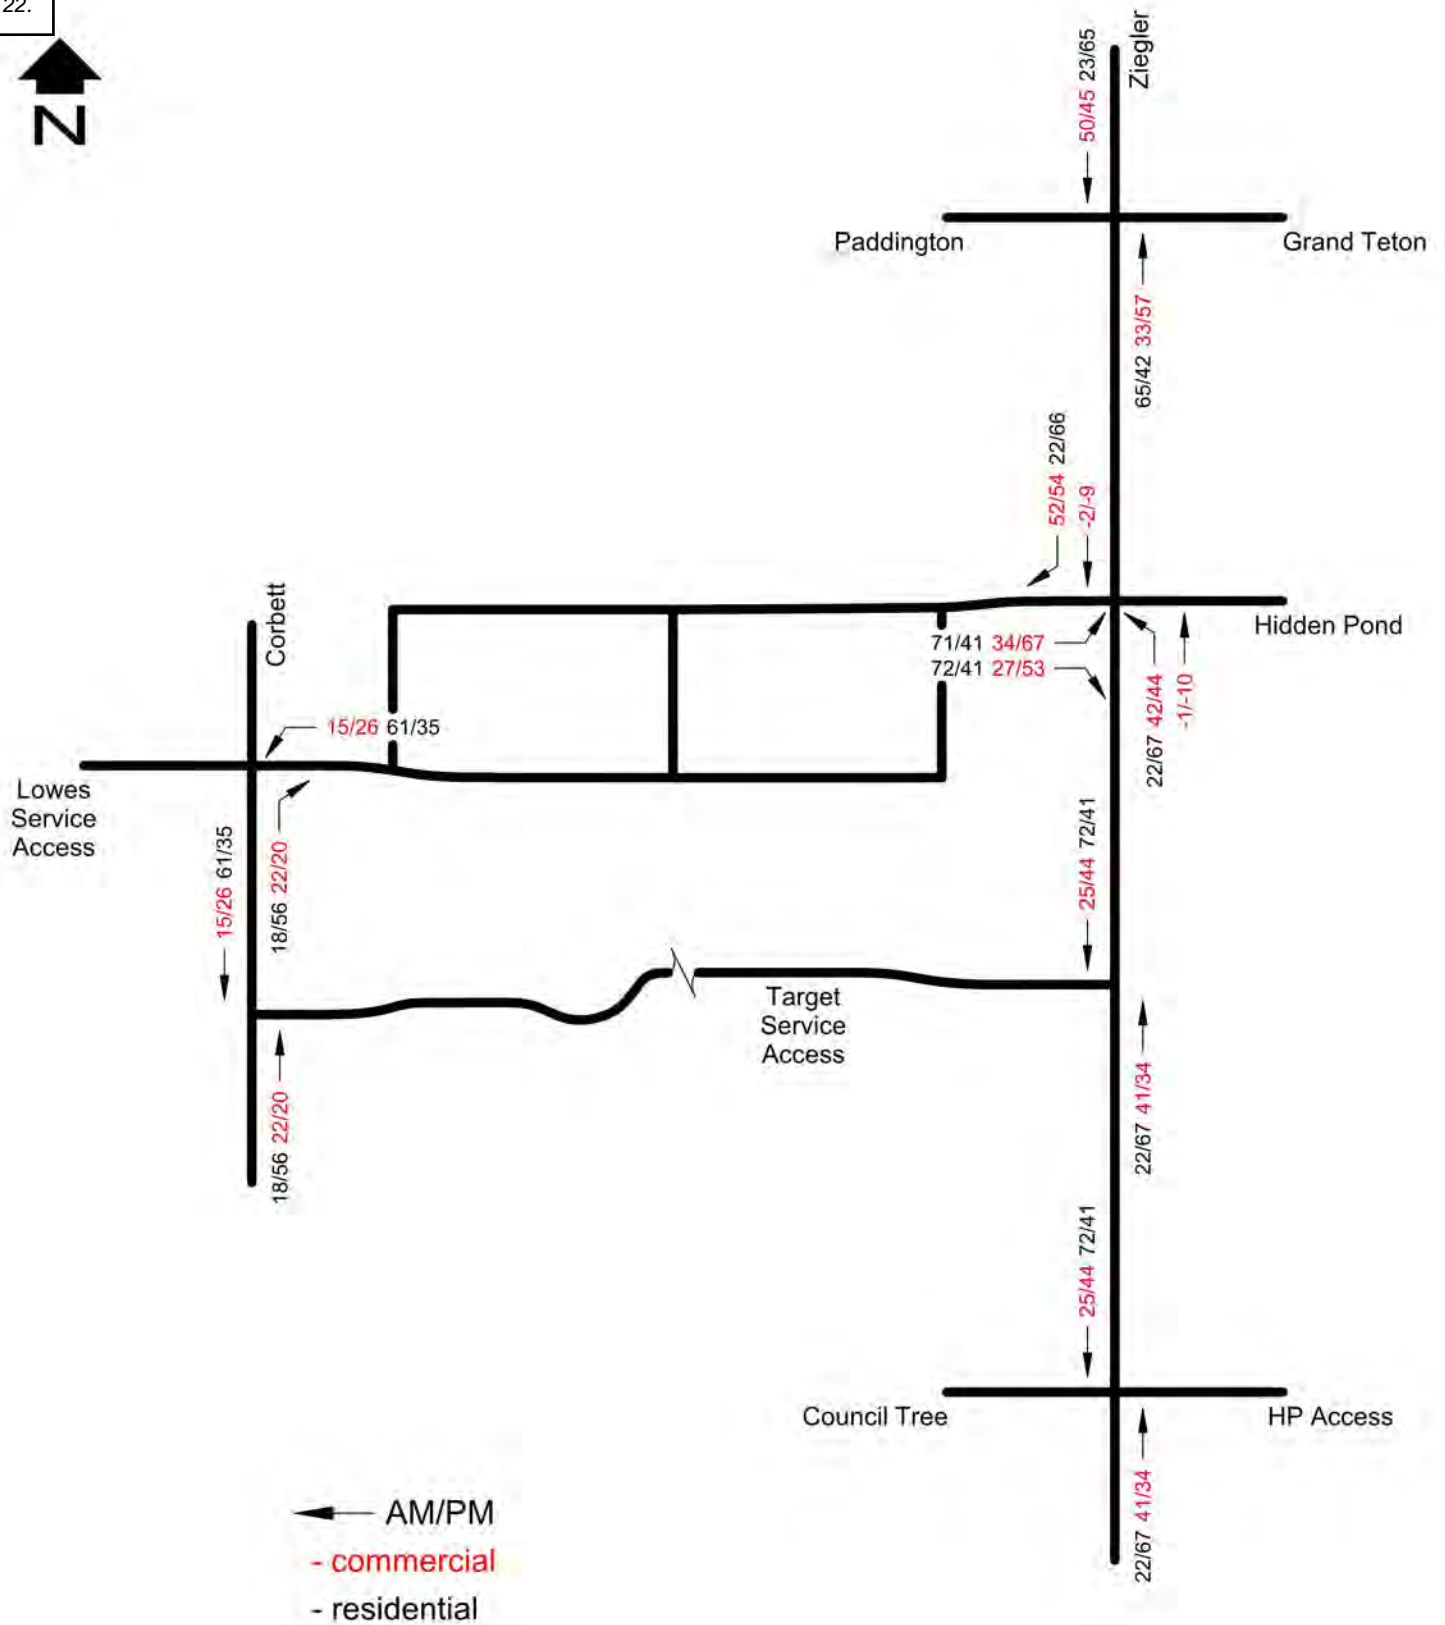 22.
N
Ziegler
50/45 23/65
Paddington
Grand Teton
65/42 33/57
52/54 22/66
-2/-9
Corbett
Hidden Pond
71/41 34/67
72/41 27/53
22/67 42/44
-1/-10
15/26 61/35
Lowes
Service
Access
15/26 61/35
18/56 22/20
25/44 72/41
Target
Service
Access
18/56 22/20
22/67 41/34
25/44 72/41
Council Tree
HP Access
22/67 41/34
AM/PM
- commercial
- residential